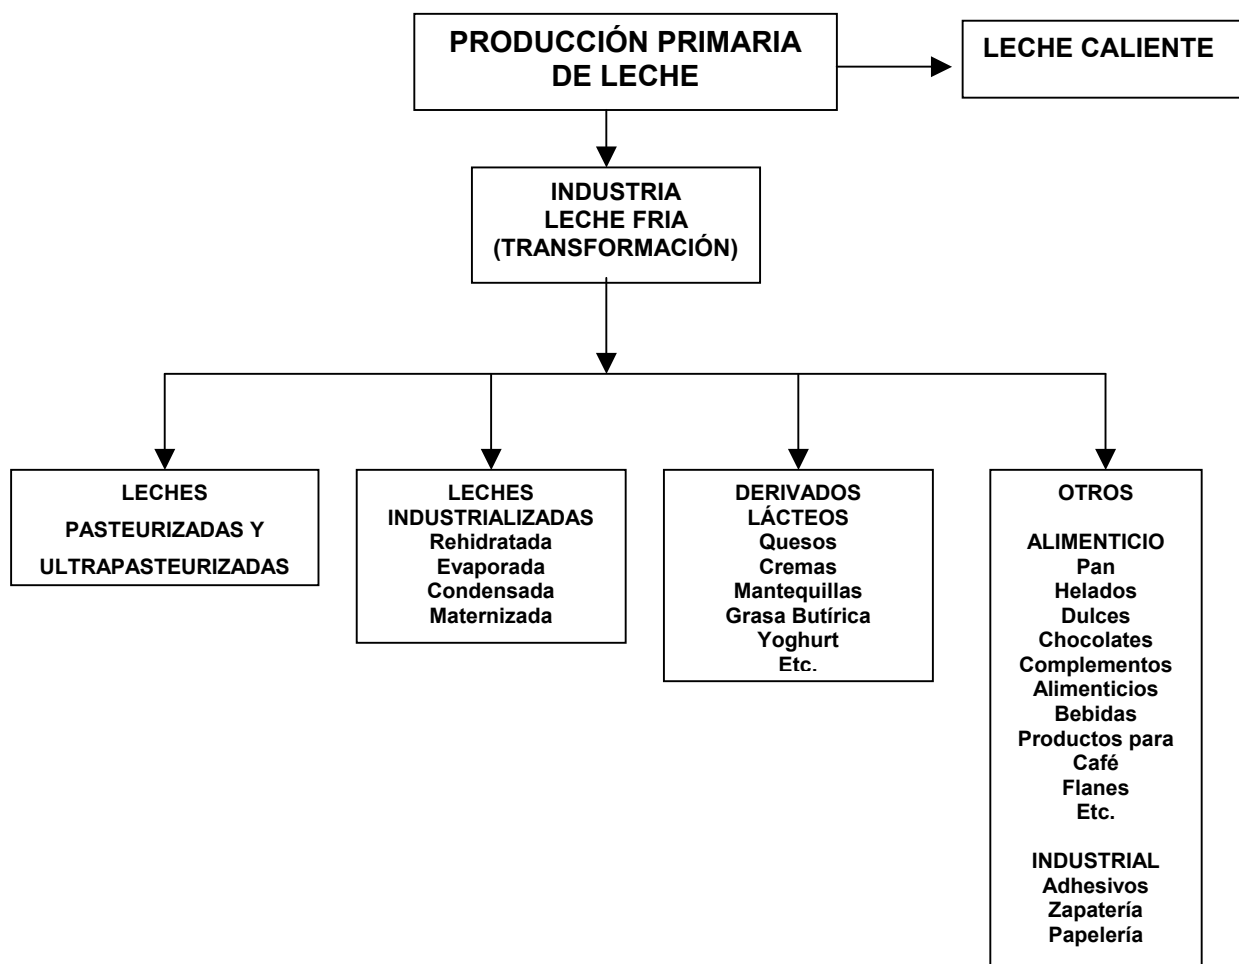 PRODUCCIÓN PRIMARIA
DE LECHE
LECHE CALIENTE
INDUSTRIA
LECHE FRIA
(TRANSFORMACIÓN)
LECHES
PASTEURIZADAS Y
ULTRAPASTEURIZADAS
LECHES
INDUSTRIALIZADAS
Rehidratada
Evaporada
Condensada
Maternizada
DERIVADOS
LÁCTEOS
Quesos
Cremas
Mantequillas
Grasa Butírica
Yoghurt
Etc.
OTROS
ALIMENTICIO
Pan
Helados
Dulces
Chocolates
Complementos
Alimenticios
Bebidas
Productos para
Café
Flanes
Etc.
INDUSTRIAL
Adhesivos
Zapatería
Papelería